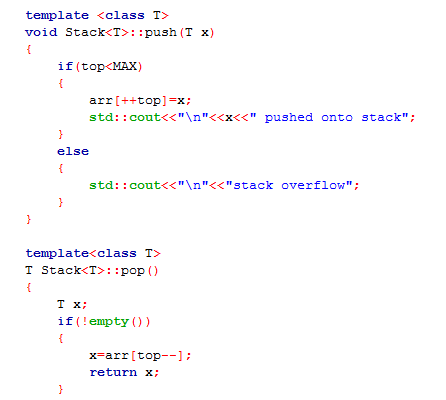 template <class T>
void Stack<T>::push(T x)
{
if(top<MAX)
{
arr[++top]=x;
std::cout<<"\n"<<x<<" pushed onto stack";
}
else
{
std::cout<<"\n"<<"stack overflow";
}
}
template<class T>
T Stack<T>::pop()
{
T x;
if(!empty())
{
x=arr[top--];
return x;
}